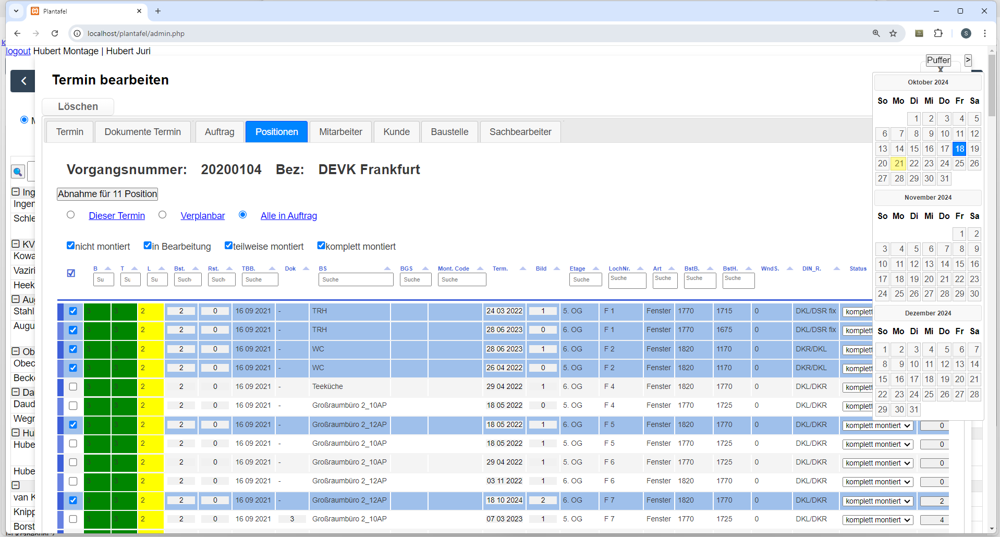 Plantafel
localhost/plantafel/admin.php
S
logout Hubert Montage | Hubert Juri
Puffer >
X
Termin bearbeiten
Löschen
Termin Dokumente Termin Auftrag Positionen Mitarbeiter Kunde Baustelle Sachbearbeiter
Vorgangsnummer: 20200104 Bez: DEVK Frankfurt
Abnahme für 11 Position
Dieser Termin Verplanbar Alle in Auftrag
nicht montiert in Bearbeitung teilweise montiert komplett montiert
B T L Bst. Rst. TBB. Dok BS BGS Mont. Code Term. Bild Etage LochNr. Art BstB. BstH. WndS. DIN_R. Status
Su Su Su Suche Suche Suche Suche Suche Suche Suche Suche Suche Suche Suche
3 3 2 2 0 16 09 2021 - TRH 24 03 2022 1 5. OG F 1 Fenster 1770 1715 0 DKL/DSR fix komplett
3 3 2 2 0 16 09 2021 - TRH 28 06 2023 0 6. OG F 1 Fenster 1770 1675 0 DKL/DSR fix komplett
3 3 2 2 0 16 09 2021 - WC 28 06 2023 1 6. OG F 2 Fenster 1820 1170 0 DKR/DKL komplett
3 3 2 2 0 16 09 2021 - WC 26 04 2022 0 5. OG F 2 Fenster 1820 1170 0 DKR/DKL komplett
3 3 2 2 0 16 09 2021 - Teeküche 29 04 2022 1 6. OG F 4 Fenster 1820 1770 0 DKL/DKR komplett
3 3 2 2 0 16 09 2021 - Großraumbüro 2_10AP 18 05 2022 0 5. OG F 4 Fenster 1770 1725 0 DKL/DKR komplett
3 3 2 2 0 16 09 2021 - Großraumbüro 2_12AP 18 05 2022 1 6. OG F 5 Fenster 1820 1770 0 DKL/DKR komplett montiert 0
3 3 2 2 0 16 09 2021 - Großraumbüro 2_10AP 18 05 2022 1 5. OG F 5 Fenster 1770 1725 0 DKL/DKR komplett montiert 0
3 3 2 2 0 16 09 2021 - Großraumbüro 2_10AP 29 04 2022 1 5. OG F 6 Fenster 1770 1725 0 DKL/DKR komplett montiert 0
3 3 2 2 0 16 09 2021 - Großraumbüro 2_12AP 03 11 2022 1 6. OG F 6 Fenster 1820 1770 0 DKL/DKR komplett montiert 0
3 3 2 2 0 16 09 2021 - Großraumbüro 2_12AP 18 10 2024 2 6. OG F 7 Fenster 1820 1770 0 DKL/DKR komplett montiert 2
3 3 2 2 0 16 09 2021 3 Großraumbüro 2_10AP 07 03 2023 1 5. OG F 7 Fenster 1770 1725 0 DKL/DKR komplett montiert 4
Oktober 2024
So Mo Di Mi Do Fr Sa
1 2 3 4 5
6 7 8 9 10 11 12
13 14 15 16 17 18 19
20 21 22 23 24 25 26
27 28 29 30 31
November 2024
So Mo Di Mi Do Fr Sa
1 2
3 4 5 6 7 8 9
10 11 12 13 14 15 16
17 18 19 20 21 22 23
24 25 26 27 28 29 30
Dezember 2024
So Mo Di Mi Do Fr Sa
1 2 3 4 5 6 7
8 9 10 11 12 13 14
15 16 17 18 19 20 21
22 23 24 25 26 27 28
29 30 31
Ing
Ingen
Schle
KV
Kowa
Vaziri
Heek
Aug
Stahl
Augu
Ob
Obec
Becke
Da
Daud
Wegr
Hu
Hube
Hube
van K
Knipp
Borst